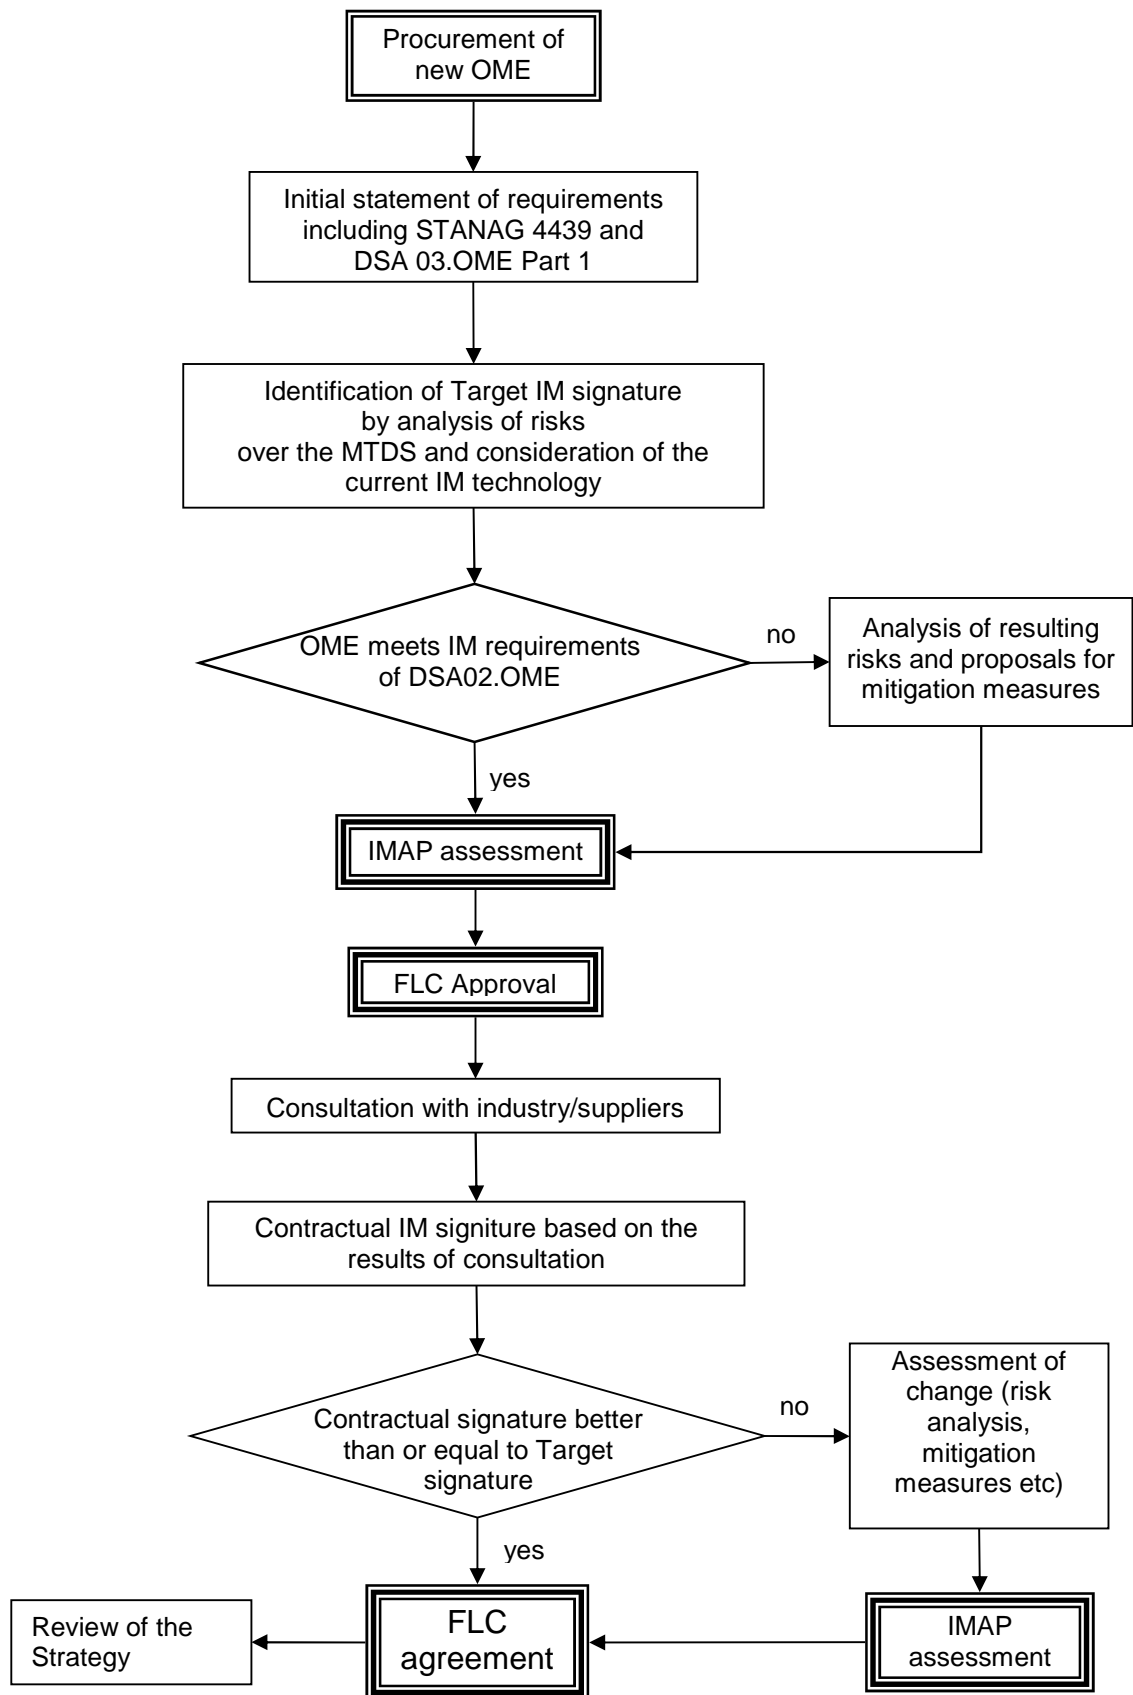 Procurement of
new OME
Initial statement of requirements
including STANAG 4439 and
DSA 03.OME Part 1
Identification of Target IM signature
by analysis of risks
over the MTDS and consideration of the
current IM technology
OME meets IM requirements
of DSA02.OME
no
Analysis of resulting
risks and proposals for
mitigation measures
yes
IMAP assessment
FLC Approval
Consultation with industry/suppliers
Contractual IM signiture based on the
results of consultation
Contractual signature better
than or equal to Target
signature
no
Assessment of
change (risk
analysis,
mitigation
measures etc)
yes
Review of the
Strategy
FLC
agreement
IMAP
assessment